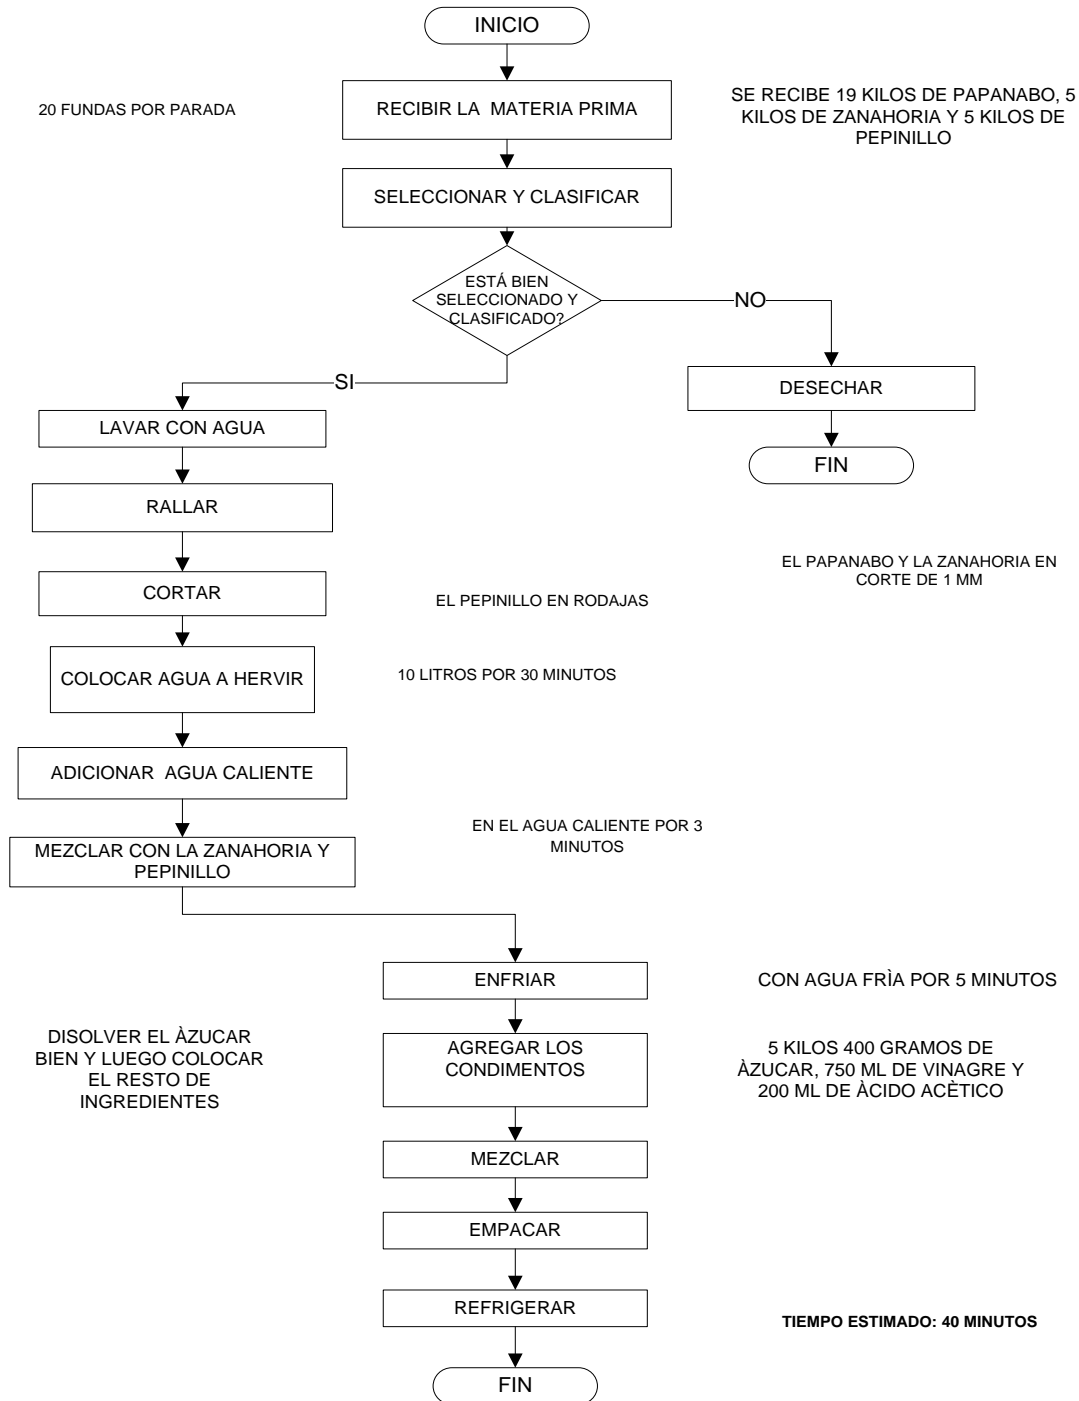 INICIO
20 FUNDAS POR PARADA
RECIBIR LA MATERIA PRIMA
SE RECIBE 19 KILOS DE PAPANABO, 5
KILOS DE ZANAHORIA Y 5 KILOS DE
PEPINILLO
SELECCIONAR Y CLASIFICAR
ESTÁ BIEN
SELECCIONADO Y
CLASIFICADO?
NO
SI
DESECHAR
FIN
LAVAR CON AGUA
RALLAR
EL PAPANABO Y LA ZANAHORIA EN
CORTE DE 1 MM
CORTAR
EL PEPINILLO EN RODAJAS
COLOCAR AGUA A HERVIR
10 LITROS POR 30 MINUTOS
ADICIONAR AGUA CALIENTE
EN EL AGUA CALIENTE POR 3
MINUTOS
MEZCLAR CON LA ZANAHORIA Y
PEPINILLO
ENFRIAR
CON AGUA FRÌA POR 5 MINUTOS
DISOLVER EL ÀZUCAR
BIEN Y LUEGO COLOCAR
EL RESTO DE
INGREDIENTES
AGREGAR LOS
CONDIMENTOS
5 KILOS 400 GRAMOS DE
ÀZUCAR, 750 ML DE VINAGRE Y
200 ML DE ÀCIDO ACÈTICO
MEZCLAR
EMPACAR
REFRIGERAR
TIEMPO ESTIMADO: 40 MINUTOS
FIN